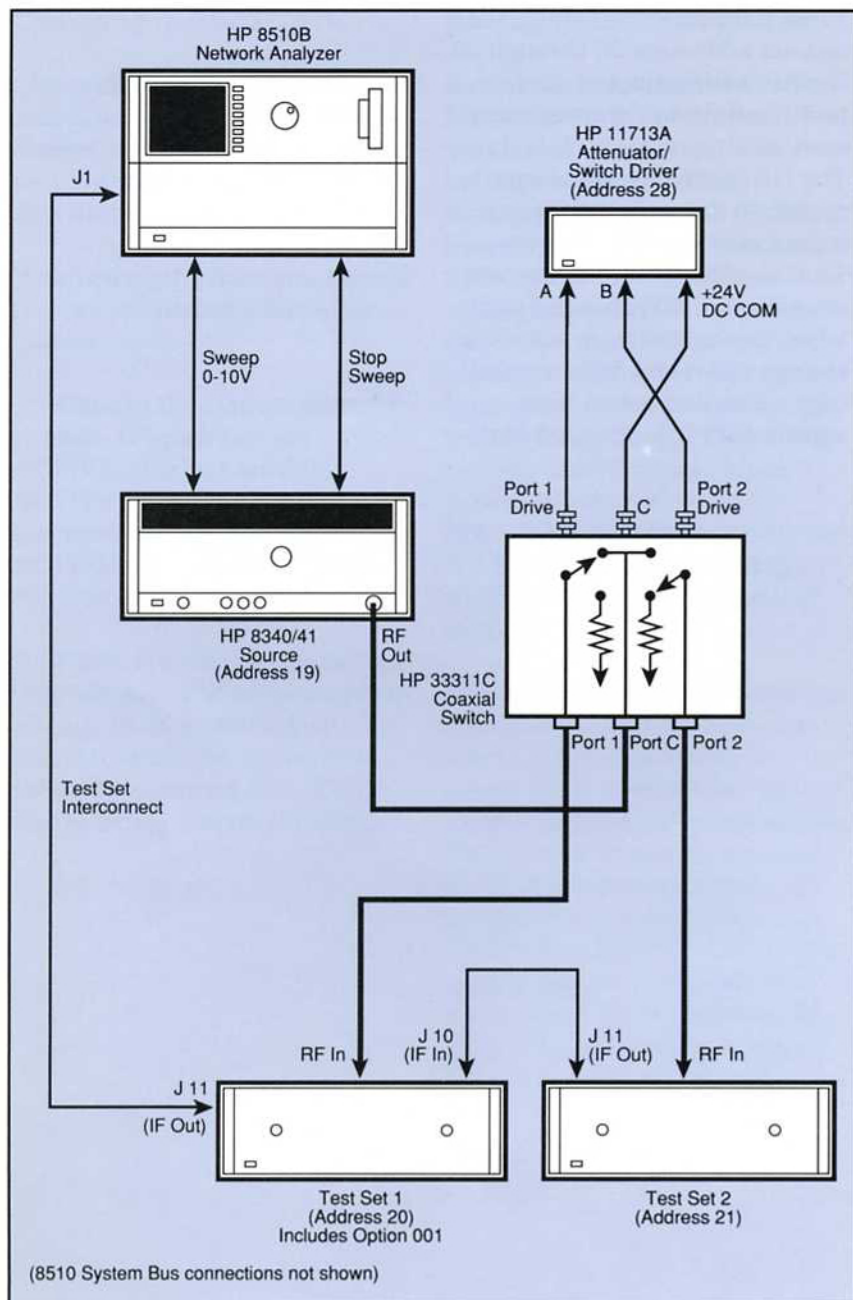 HP 8510B
Network Analyzer
J1
HP 11713A
Attenuator/
Switch Driver
(Address 28)
A
B
+24V
DC COM
Sweep
0-10V
Stop
Sweep
Port 1
Drive
C
Port 2
Drive
HP 8340/41
Source
(Address 19)
RF
Out
HP 33311C
Coaxial
Switch
Port 1
Port C
Port 2
Test Set
Interconnect
RF In
J 10
(IF In)
J 11
(IF Out)
RF In
J 11
(IF Out)
Test Set 1
(Address 20)
Includes Option 001
Test Set 2
(Address 21)
(8510 System Bus connections not shown)